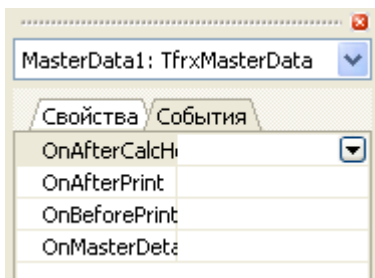 MasterData1: TfrxMasterData
Свойства События
OnAfterCalcH
OnAfterPrint
OnBeforePrint
OnMasterDeta